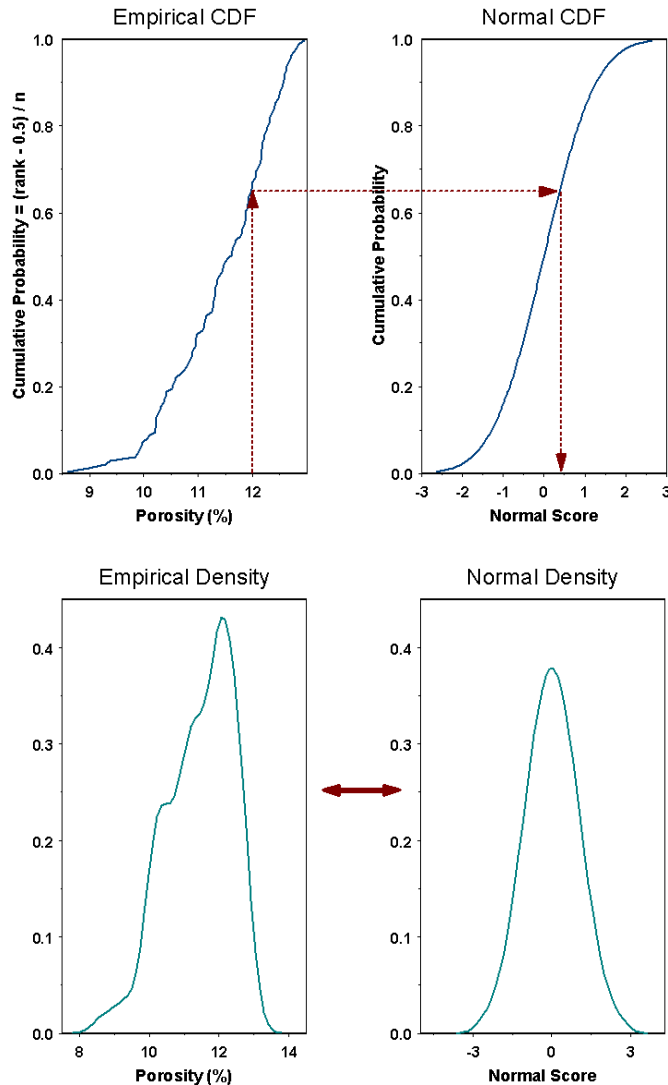 Empirical CDF
Cumulative Probability = (rank - 0.5) / n
1.0
0.8
0.6
0.4
0.2
0.0
9 10 11 12
Porosity (%)
Normal CDF
Cumulative Probability
1.0
0.8
0.6
0.4
0.2
0.0
-3 -2 -1 0 1 2 3
Normal Score
Empirical Density
0.4
0.3
0.2
0.1
0.0
8 10 12 14
Porosity (%)
Normal Density
0.4
0.3
0.2
0.1
0.0
-3 0 3
Normal Score